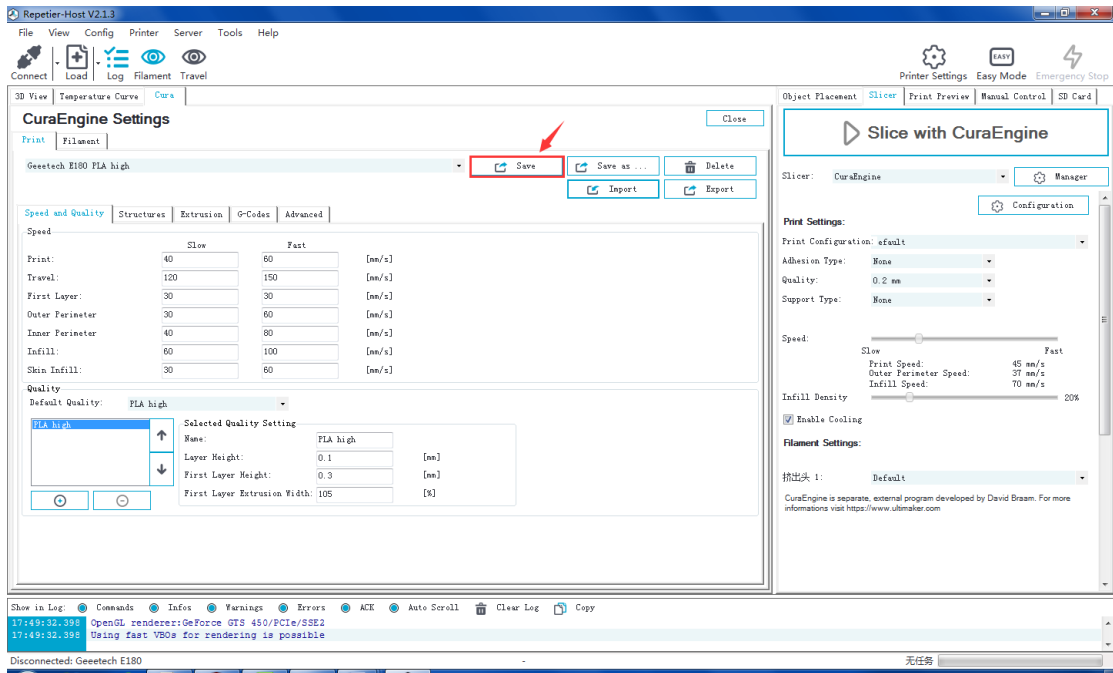 Repetier-Host V2.1.3
File View Config Printer Server Tools Help
Connect Load Log Filament Travel
Printer Settings EASY Easy Mode Emergency Stop
3D View Temperature Curve Cura
Object Placement Slicer Print Preview Manual Control SD Card
CuraEngine Settings
Close
Print Filament
Geeetech E180 PLA high
Save Save as ... Delete
Import Export
Speed and Quality Structures Extrusion G-Codes Advanced
Speed
Slow Fast
Print: 40 60 [mm/s]
Travel: 120 150 [mm/s]
First Layer: 30 30 [mm/s]
Outer Perimeter 30 60 [mm/s]
Inner Perimeter 40 80 [mm/s]
Infill: 60 100 [mm/s]
Skin Infill: 30 60 [mm/s]
Quality
Default Quality: PLA high
PLA high
Selected Quality Setting
Name: PLA high
Layer Height: 0.1 [mm]
First Layer Height: 0.3 [mm]
First Layer Extrusion Width: 105 [%]
Slice with CuraEngine
Slicer: CuraEngine Manager
Configuration
Print Settings:
Print Configuration: efault
Adhesion Type: None
Quality: 0.2 mm
Support Type: None
Speed:
Slow Fast
Print Speed: 45 mm/s
Outer Perimeter Speed: 37 mm/s
Infill Speed: 70 mm/s
Infill Density 20%
Enable Cooling
Filament Settings:
挤出头 1: Default
CuraEngine is separate, external program developed by David Braam. For more
informations visit https://www.ultimaker.com
Show in Log: Commands Infos Warnings Errors ACK Auto Scroll Clear Log Copy
17:49:32.398 OpenGL renderer:GeForce GTS 450/PCIe/SSE2
17:49:32.398 Using fast VBOs for rendering is possible
Disconnected: Geeetech E180 - 无任务